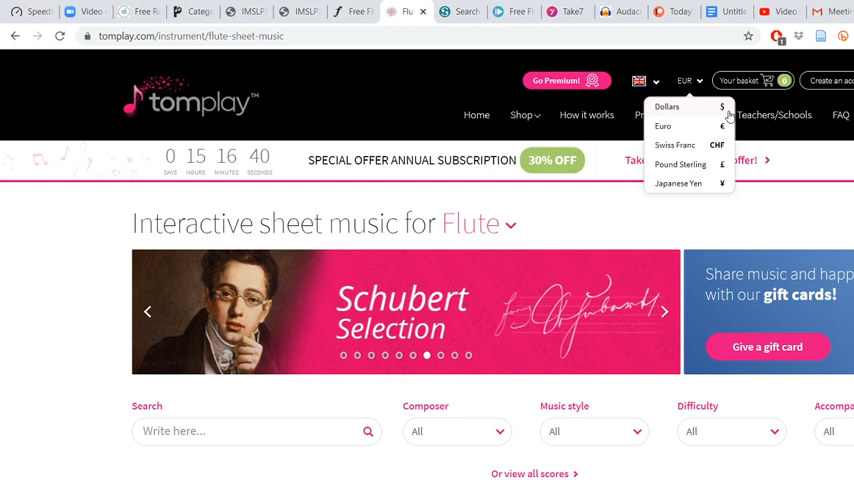 Speed
Video
Free Re
Catego
IMSLP:
IMSLP:
Free Fl
Flu
Search
Free Fl
Take7
Audac
Today'
Untitle
Video
Meetin
tomplay.com/instrument/flute-sheet-music
1
tomplay™
Go Premium!
EUR
Your basket 0
Create an acc
Home
Shop
How it works
Pr
Teachers/Schools
FAQ
Dollars $
Euro €
Swiss Franc CHF
Pound Sterling £
Japanese Yen ¥
0 15 16 40
DAYS HOURS MINUTES SECONDS
SPECIAL OFFER ANNUAL SUBSCRIPTION 30% OFF
offer!
Interactive sheet music for Flute
Schubert
Selection
Share music and happ
with our gift cards!
Give a gift card
Search
Write here...
Composer
All
Music style
All
Difficulty
All
Accompa
All
Or view all scores